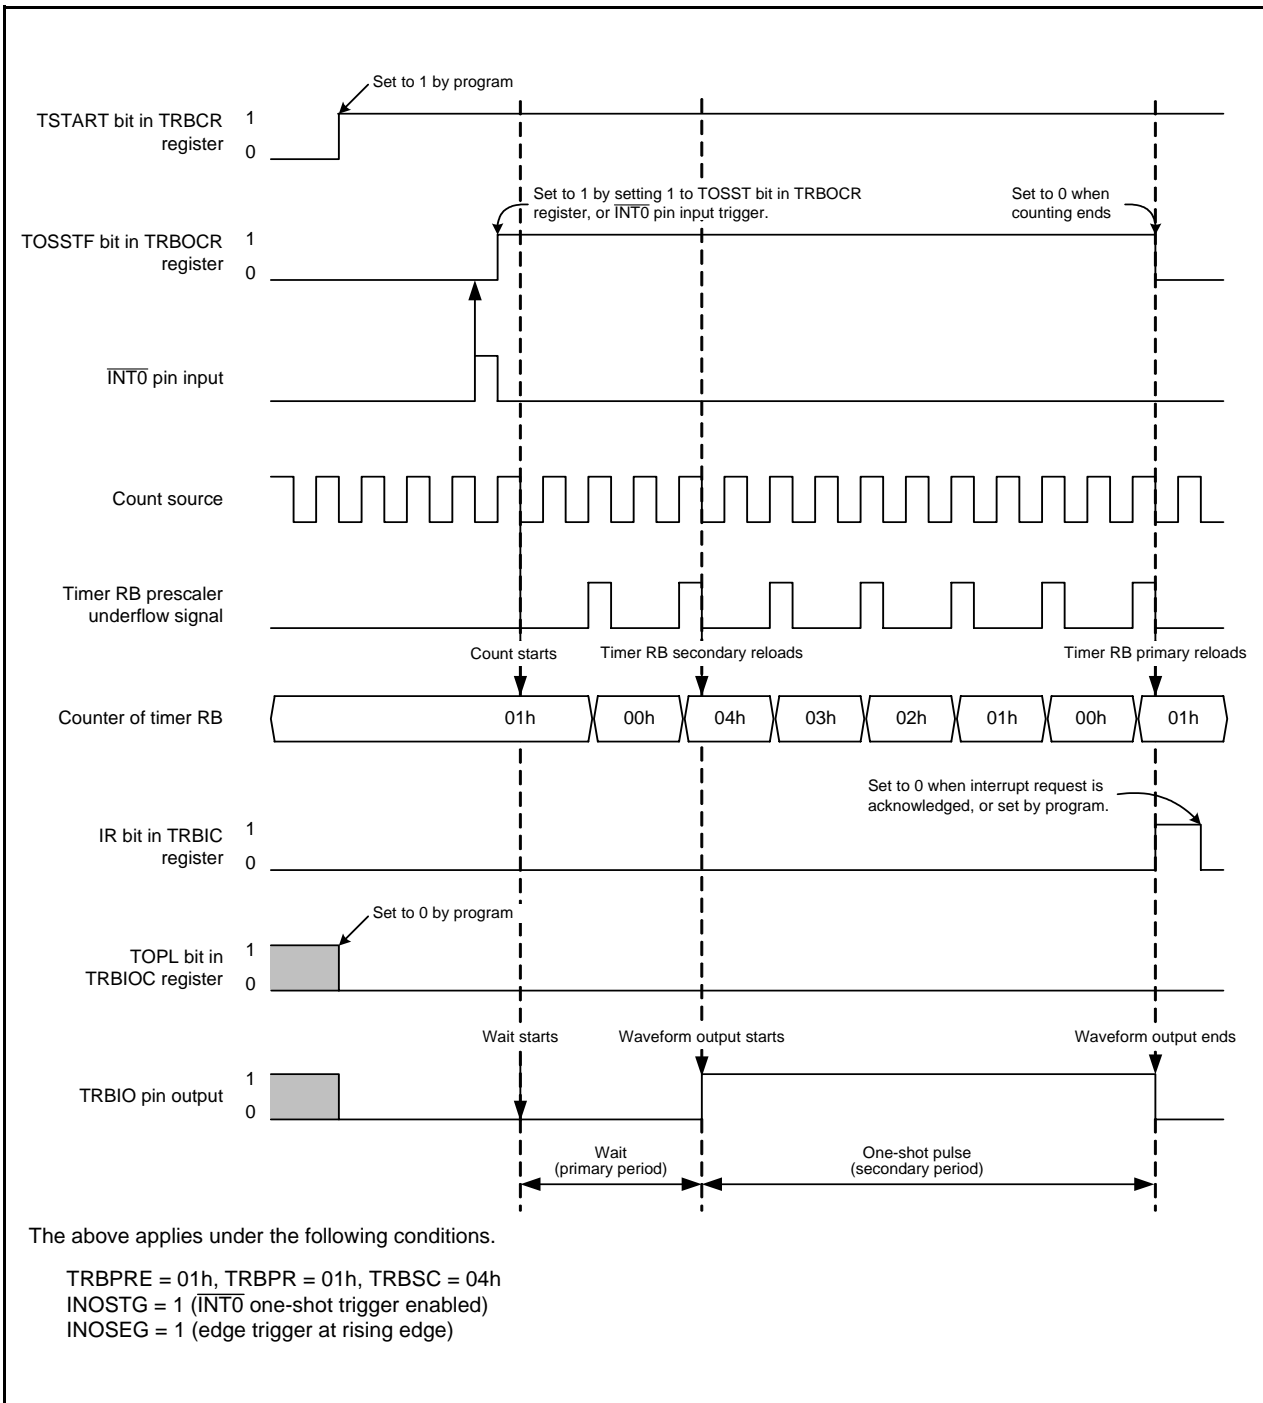 Set to 1 by program
TSTART bit in TRBCR
register
1
0
Set to 1 by setting 1 to TOSST bit in TRBOCR
register, or INT0 pin input trigger.
Set to 0 when
counting ends
TOSSTF bit in TRBOCR
register
1
0
INT0 pin input
Count source
Timer RB prescaler
underflow signal
Count starts
Timer RB secondary reloads
Timer RB primary reloads
Counter of timer RB
01h 00h 04h 03h 02h 01h 00h 01h
Set to 0 when interrupt request is
acknowledged, or set by program.
IR bit in TRBIC
register
1
0
Set to 0 by program
TOPL bit in
TRBIOC register
1
0
Wait starts
Waveform output starts
Waveform output ends
TRBIO pin output
1
0
Wait
(primary period)
One-shot pulse
(secondary period)
The above applies under the following conditions.
TRBPRE = 01h, TRBPR = 01h, TRBSC = 04h
INOSTG = 1 (INT0 one-shot trigger enabled)
INOSEG = 1 (edge trigger at rising edge)